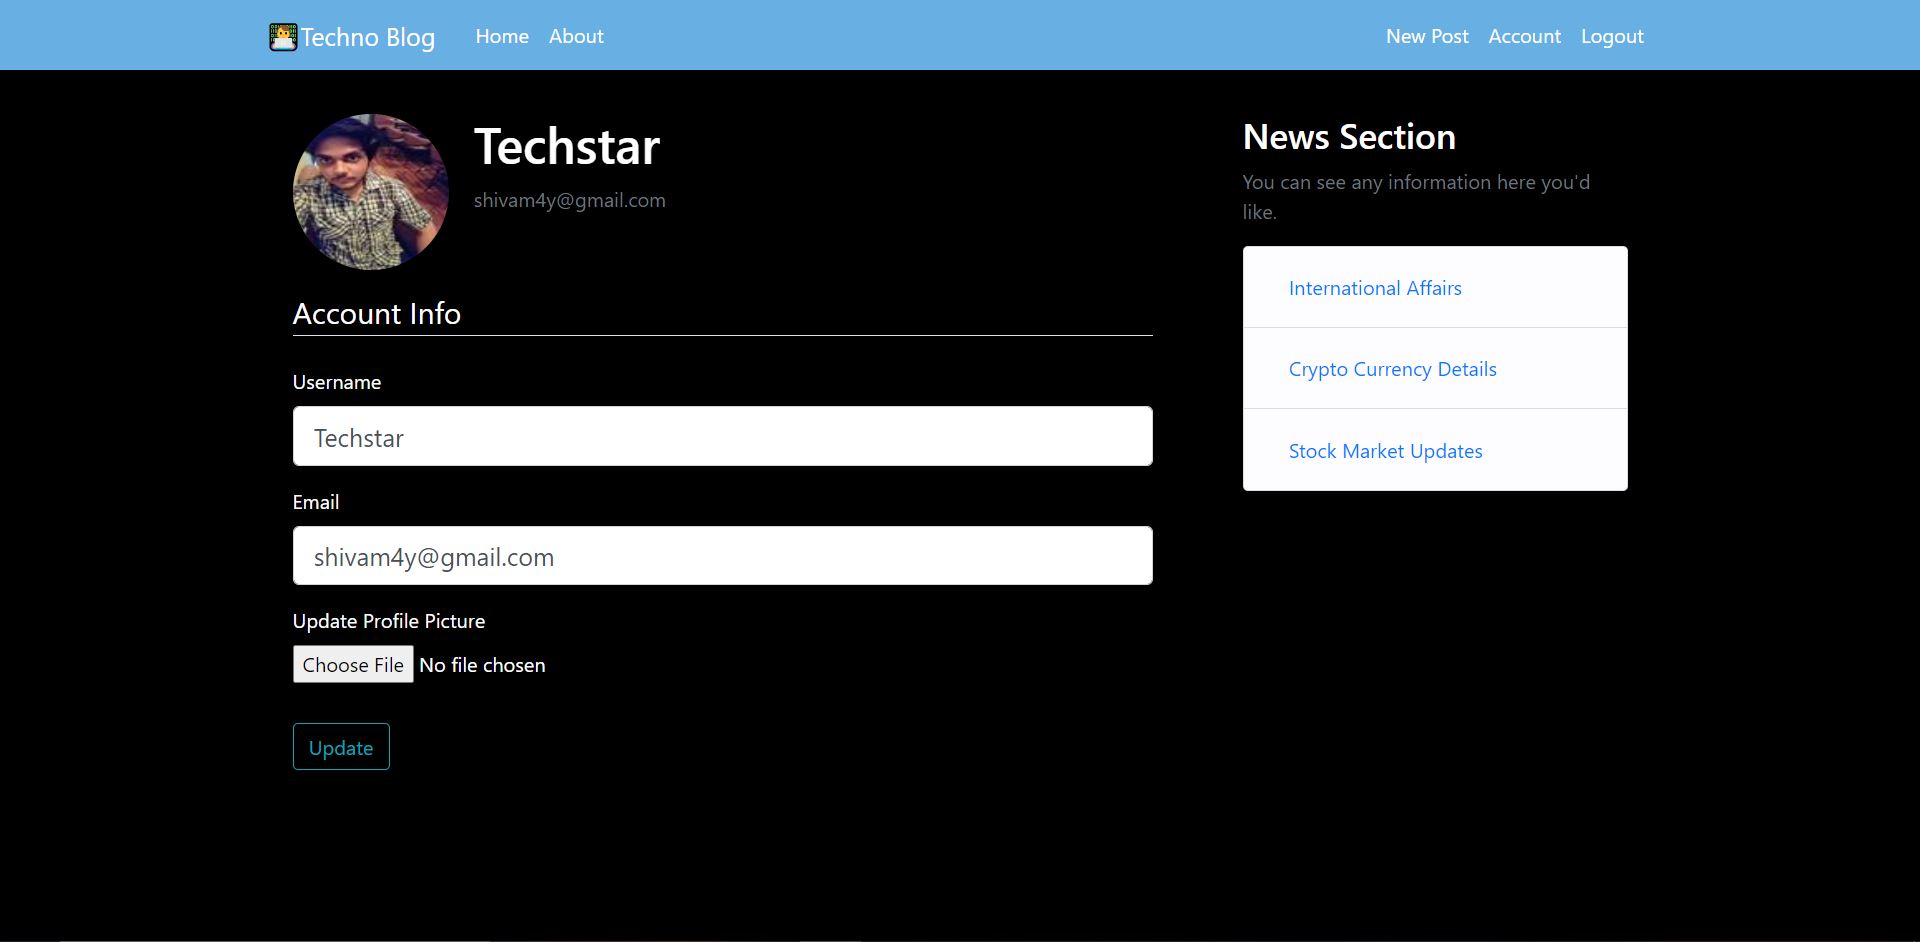 Techno Blog Home About New Post Account Logout
Techstar
shivam4y@gmail.com
Account Info
Username
Techstar
Email
shivam4y@gmail.com
Update Profile Picture
Choose File No file chosen
Update
News Section
You can see any information here you'd
like.
International Affairs
Crypto Currency Details
Stock Market Updates